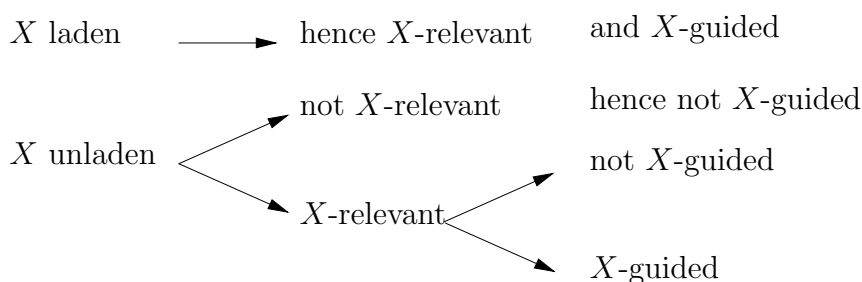 X laden hence X-relevant and X-guided
not X-relevant hence not X-guided
X unladen not X-guided
X-relevant
X-guided